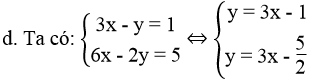 d. Ta có: { 3x - y = 1 ⇔ { y = 3x - 1
6x - 2y = 5 y = 3x - 5/2